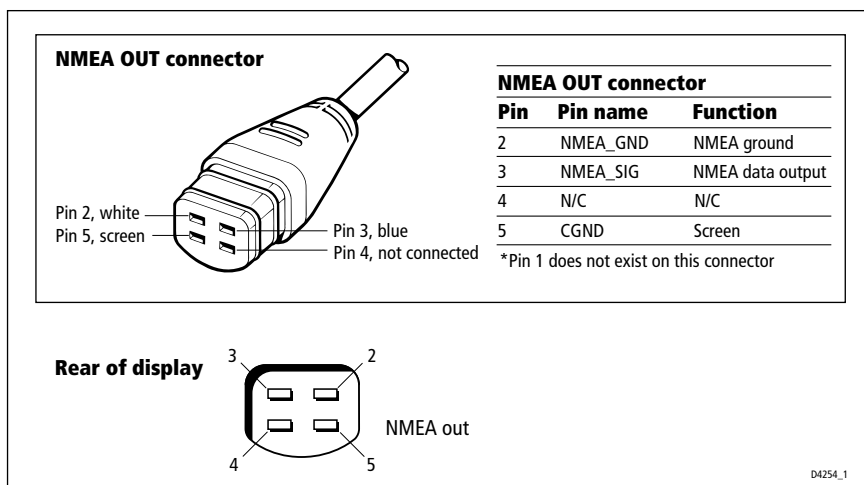 NMEA OUT connector
Pin 2, white
Pin 5, screen
Pin 3, blue
Pin 4, not connected
NMEA OUT connector
Pin Pin name Function
2 NMEA_GND NMEA ground
3 NMEA_SIG NMEA data output
4 N/C N/C
5 CGND Screen
*Pin 1 does not exist on this connector
Rear of display
3 2
4 5
NMEA out
D4254_1